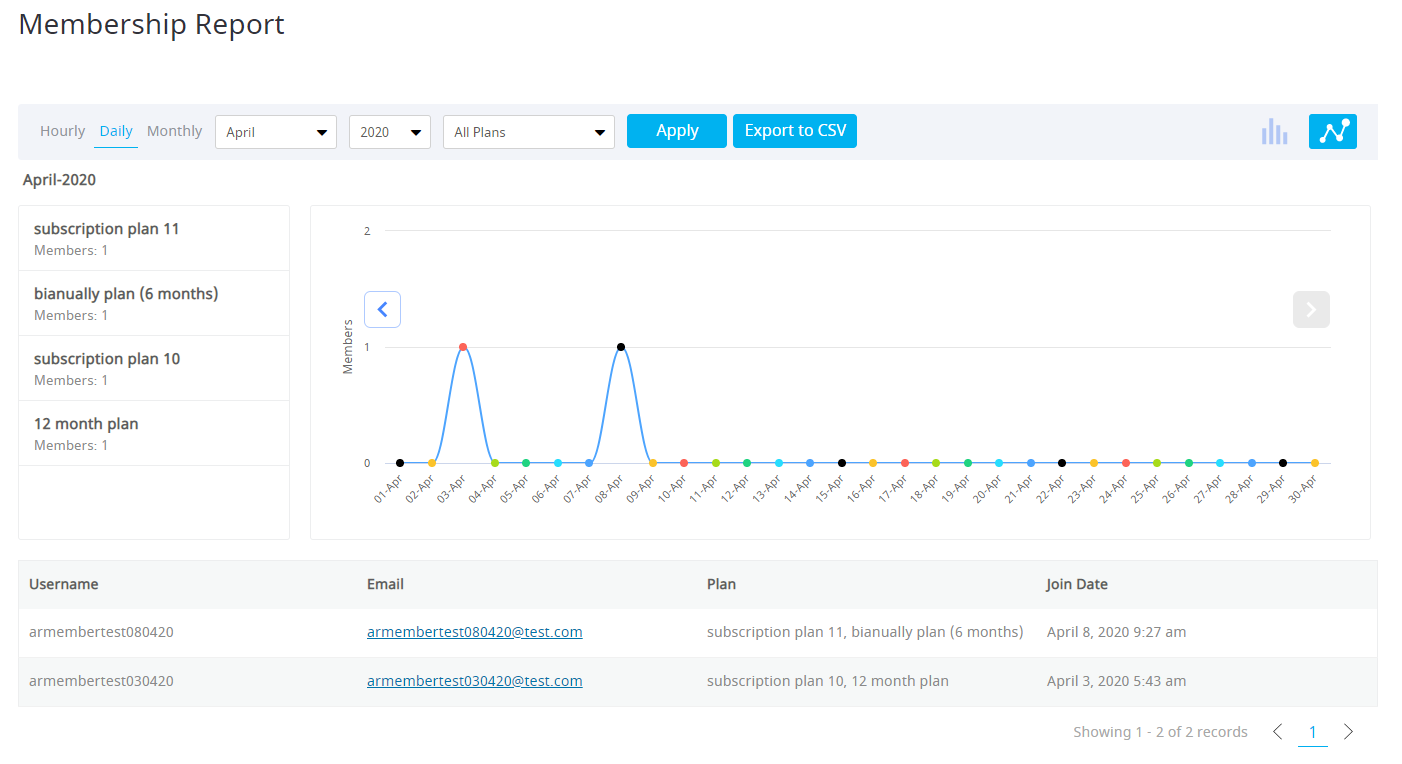 Membership Report
Hourly Daily Monthly April 2020 All Plans Apply Export to CSV
April-2020
subscription plan 11
Members: 1
bianually plan (6 months)
Members: 1
subscription plan 10
Members: 1
12 month plan
Members: 1
2
Members
1
0
01-Apr 02-Apr 03-Apr 04-Apr 05-Apr 06-Apr 07-Apr 08-Apr 09-Apr 10-Apr 11-Apr 12-Apr 13-Apr 14-Apr 15-Apr 16-Apr 17-Apr 18-Apr 19-Apr 20-Apr 21-Apr 22-Apr 23-Apr 24-Apr 25-Apr 26-Apr 27-Apr 28-Apr 29-Apr 30-Apr
Username Email Plan Join Date
armembertest080420 armembertest080420@test.com subscription plan 11, bianually plan (6 months) April 8, 2020 9:27 am
armembertest030420 armembertest030420@test.com subscription plan 10, 12 month plan April 3, 2020 5:43 am
Showing 1 - 2 of 2 records 1